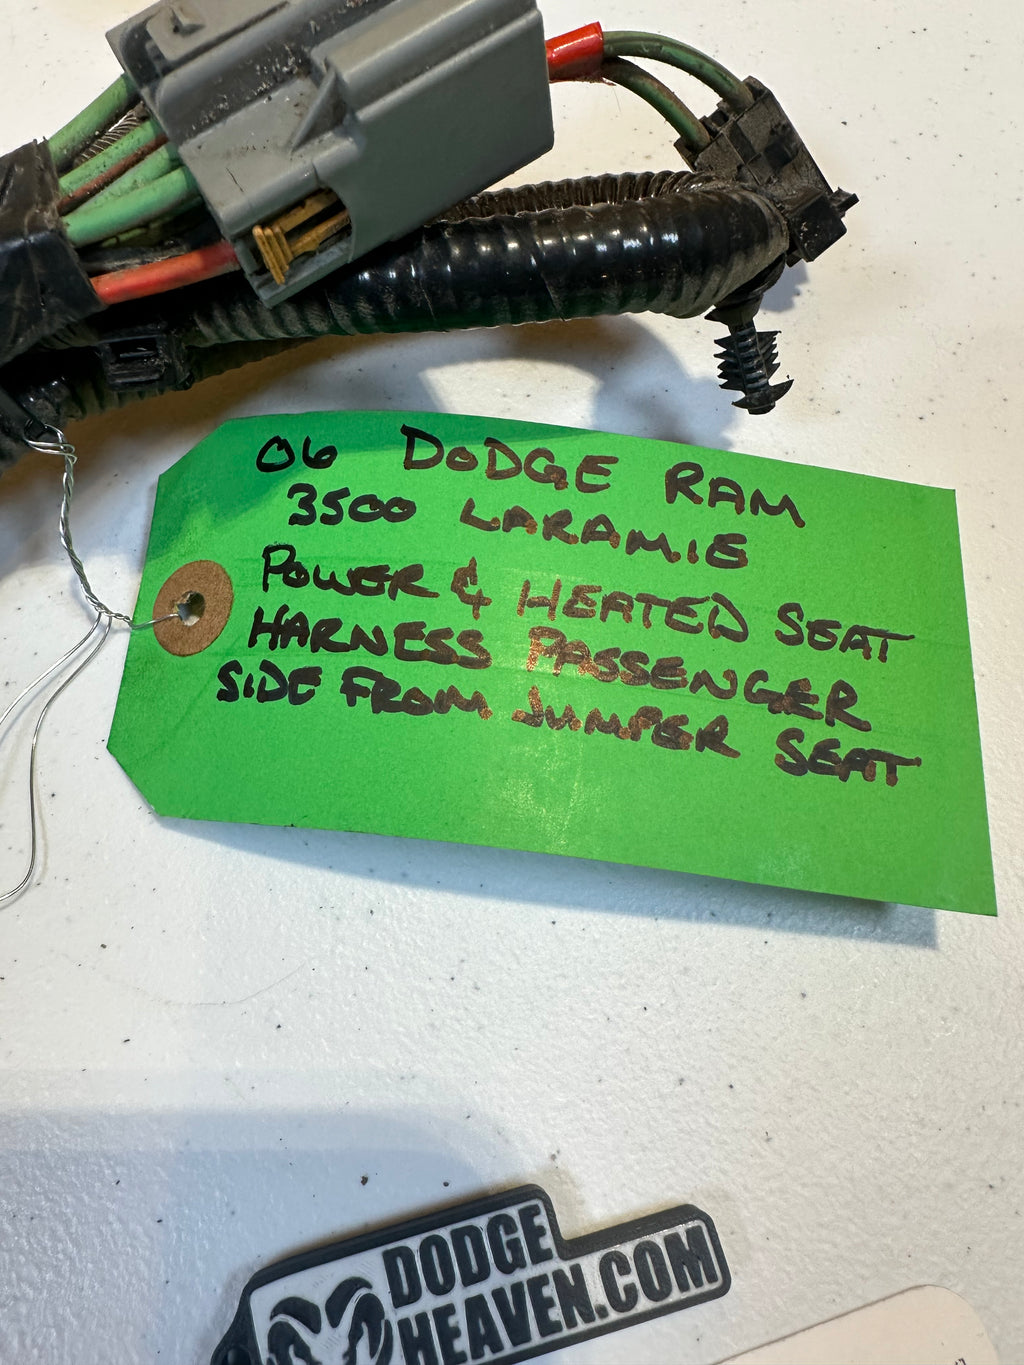 06 DODGE RAM
3500 LARAMIE
POWER & HEATED SEAT
HARNESS PASSENGER
SIDE FROM JUMPER SEAT
DODGE
HEAVEN.COM